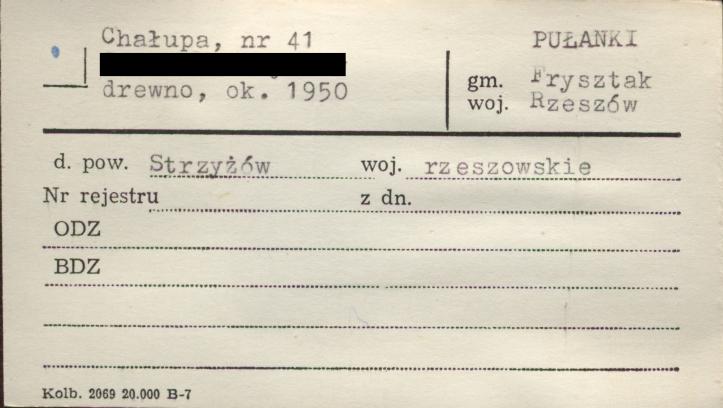 Chałupa, nr 41
drewno, ok. 1950
PUŁANKI
gm. Frysztak
woj. Rzeszów
d. pow. Strzyżów woj. rzeszowskie
Nr rejestru z dn.
ODZ
BDZ
Kolb. 2069 20.000 B-7